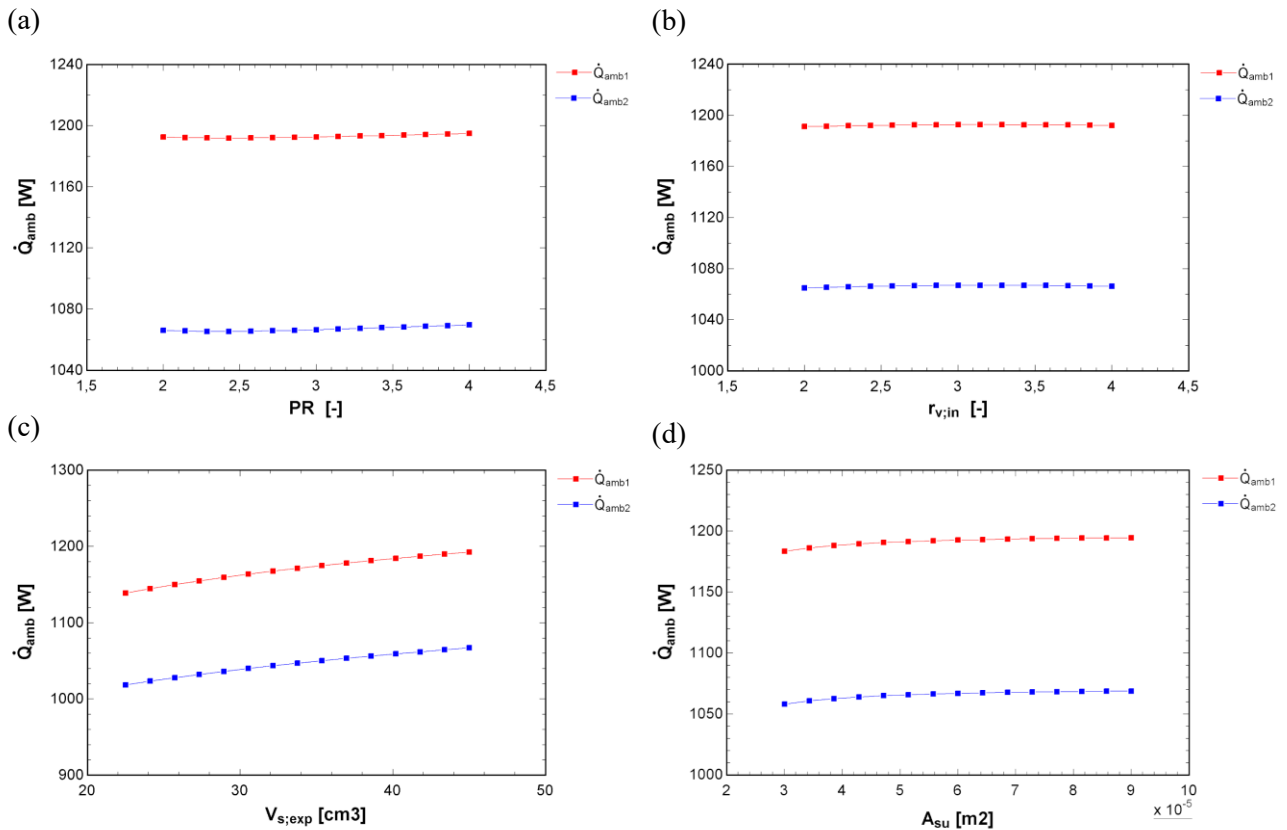 (a)
1240
1200
1160
1120
1080
1040
1,5 2 2,5 3 3,5 4 4,5
Q̇amb [W]
PR [-]
Q̇amb1
Q̇amb2
(b)
1240
1200
1160
1120
1080
1040
1000
1,5 2 2,5 3 3,5 4 4,5
Q̇amb [W]
rv;in [-]
Q̇amb1
Q̇amb2
(c)
1300
1200
1100
1000
900
20 30 40 50
Q̇amb [W]
Vs;exp [cm3]
Q̇amb1
Q̇amb2
(d)
1250
1200
1150
1100
1050
1000
2 3 4 5 6 7 8 9 10
x 10-5
Q̇amb [W]
Asu [m2]
Q̇amb1
Q̇amb2